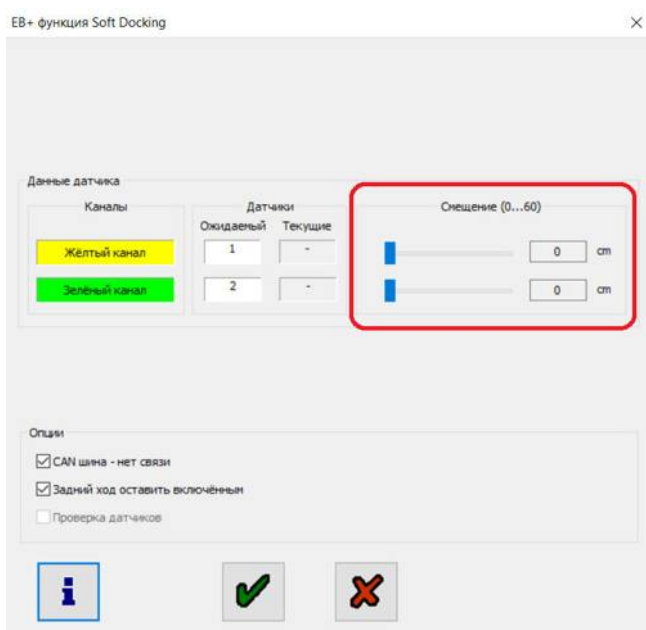 EB+ функция Soft Docking
Данные датчика
Каналы
Датчики
Смещение (0...60)
Ожидаемый Текущие
Жёлтый канал 1 - 0 cm
Зелёный канал 2 - 0 cm
Опции
CAN шина - нет связи
Задний ход оставить включённым
Проверка датчиков
i